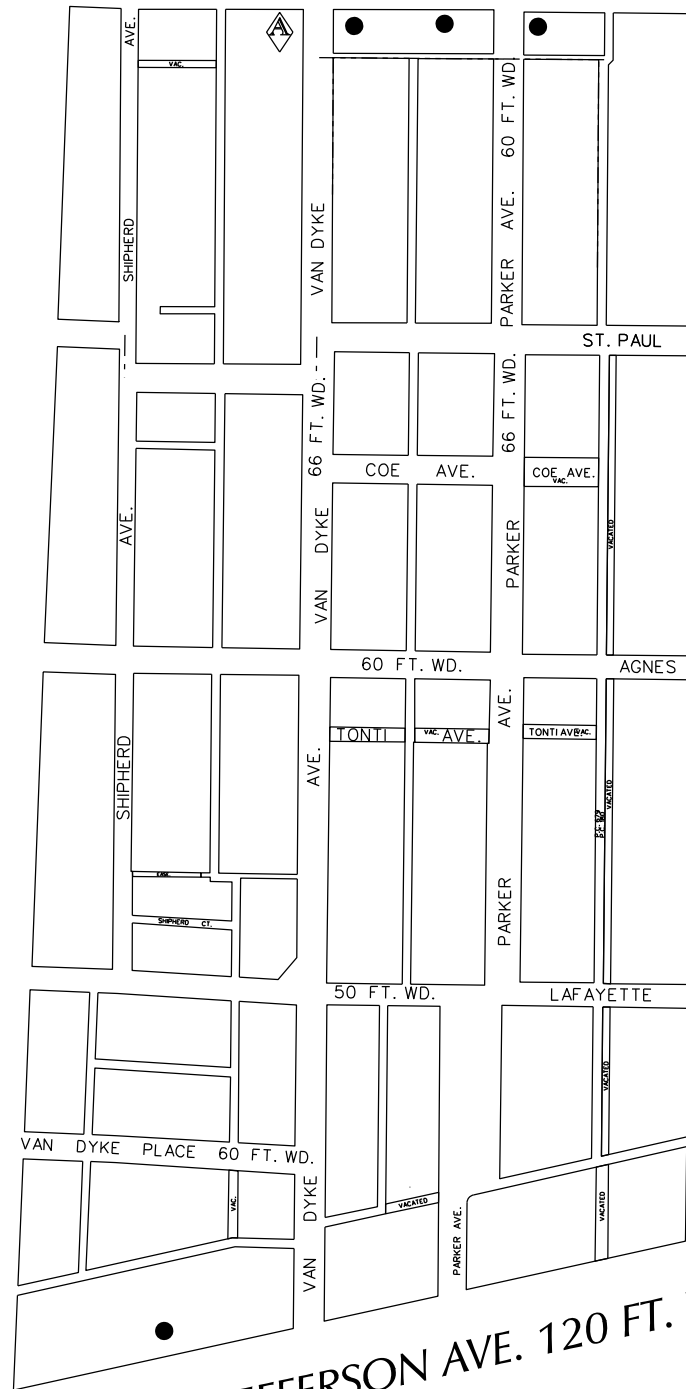 AVE.
A
VAC.
60 FT. WD.
SHIPHERD
VAN DYKE
PARKER AVE.
ST. PAUL
66 FT. WD.
66 FT. WD.
COE AVE.
COE AVE.
VAC.
AVE.
VAN DYKE
PARKER
VACATED
60 FT. WD.
AGNES
AVE.
TONTI
VAC. AVE.
TONTI AVE.
VAC.
SHIPHERD
AVE.
VACATED
EASE.
SHIPHERD CT.
PARKER
50 FT. WD.
LAFAYETTE
VACATED
VAN DYKE PLACE 60 FT. WD.
VAC.
VAN DYKE
VACATED
PARKER AVE.
VACATED
AVE. 120 FT.